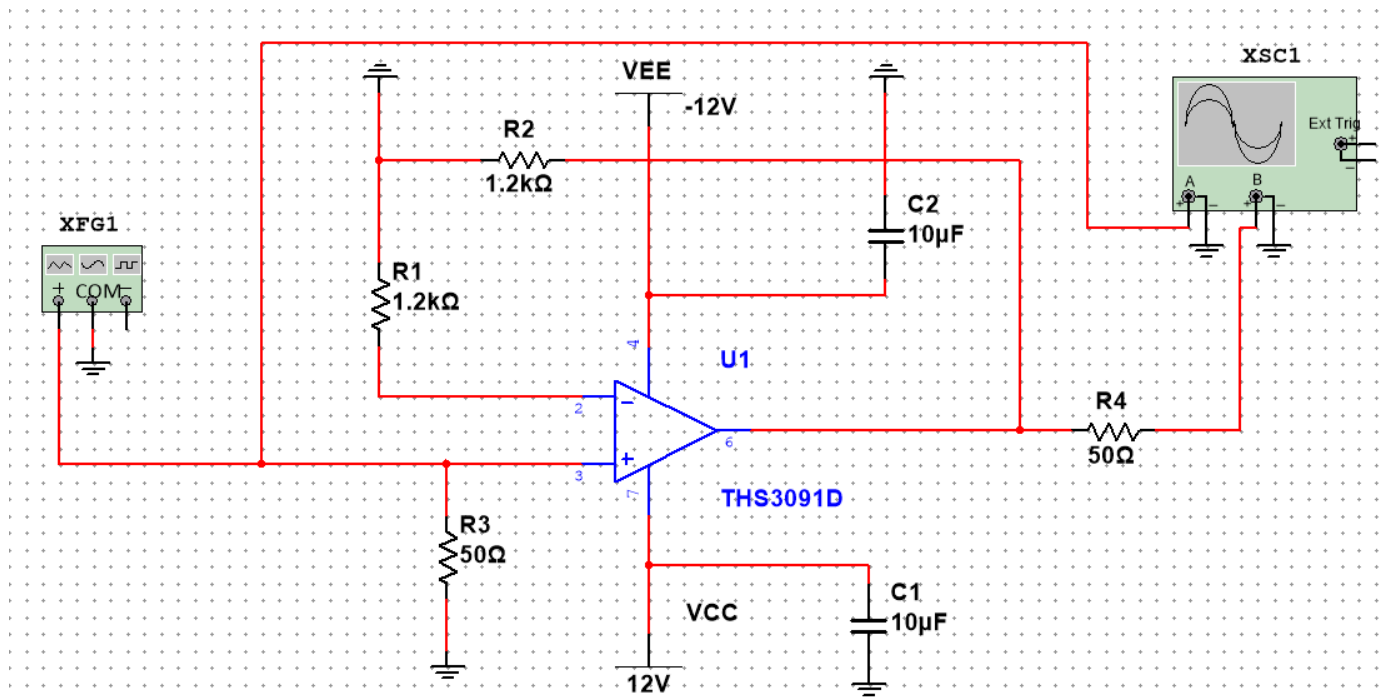 XSC1
VEE
-12V
Ext Trig
+
−
R2
1.2kΩ
A
B
+ −
+ −
C2
10µF
XFG1
+ COM −
R1
1.2kΩ
4
U1
2
−
R4
50Ω
6
+
3
7
THS3091D
R3
50Ω
C1
10µF
VCC
12V